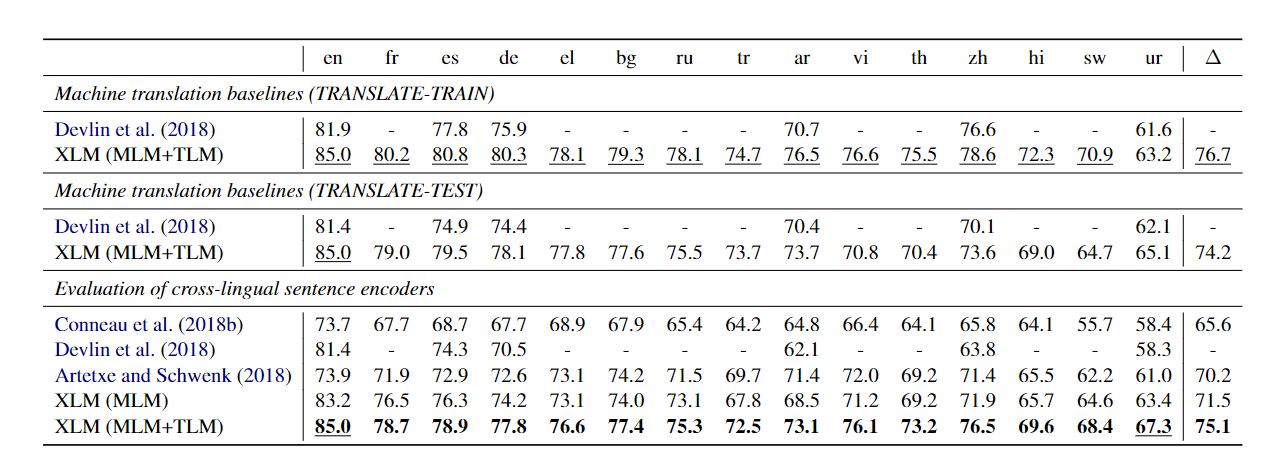 en fr es de el bg ru tr ar vi th zh hi sw ur Δ
Machine translation baselines (TRANSLATE-TRAIN)
Devlin et al. (2018) 81.9 - 77.8 75.9 - - - - 70.7 - - 76.6 - - 61.6 -
XLM (MLM+TLM) 85.0 80.2 80.8 80.3 78.1 79.3 78.1 74.7 76.5 76.6 75.5 78.6 72.3 70.9 63.2 76.7
Machine translation baselines (TRANSLATE-TEST)
Devlin et al. (2018) 81.4 - 74.9 74.4 - - - - 70.4 - - 70.1 - - 62.1 -
XLM (MLM+TLM) 85.0 79.0 79.5 78.1 77.8 77.6 75.5 73.7 73.7 70.8 70.4 73.6 69.0 64.7 65.1 74.2
Evaluation of cross-lingual sentence encoders
Conneau et al. (2018b) 73.7 67.7 68.7 67.7 68.9 67.9 65.4 64.2 64.8 66.4 64.1 65.8 64.1 55.7 58.4 65.6
Devlin et al. (2018) 81.4 - 74.3 70.5 - - - - 62.1 - - 63.8 - - 58.3 -
Artetxe and Schwenk (2018) 73.9 71.9 72.9 72.6 73.1 74.2 71.5 69.7 71.4 72.0 69.2 71.4 65.5 62.2 61.0 70.2
XLM (MLM) 83.2 76.5 76.3 74.2 73.1 74.0 73.1 67.8 68.5 71.2 69.2 71.9 65.7 64.6 63.4 71.5
XLM (MLM+TLM) 85.0 78.7 78.9 77.8 76.6 77.4 75.3 72.5 73.1 76.1 73.2 76.5 69.6 68.4 67.3 75.1